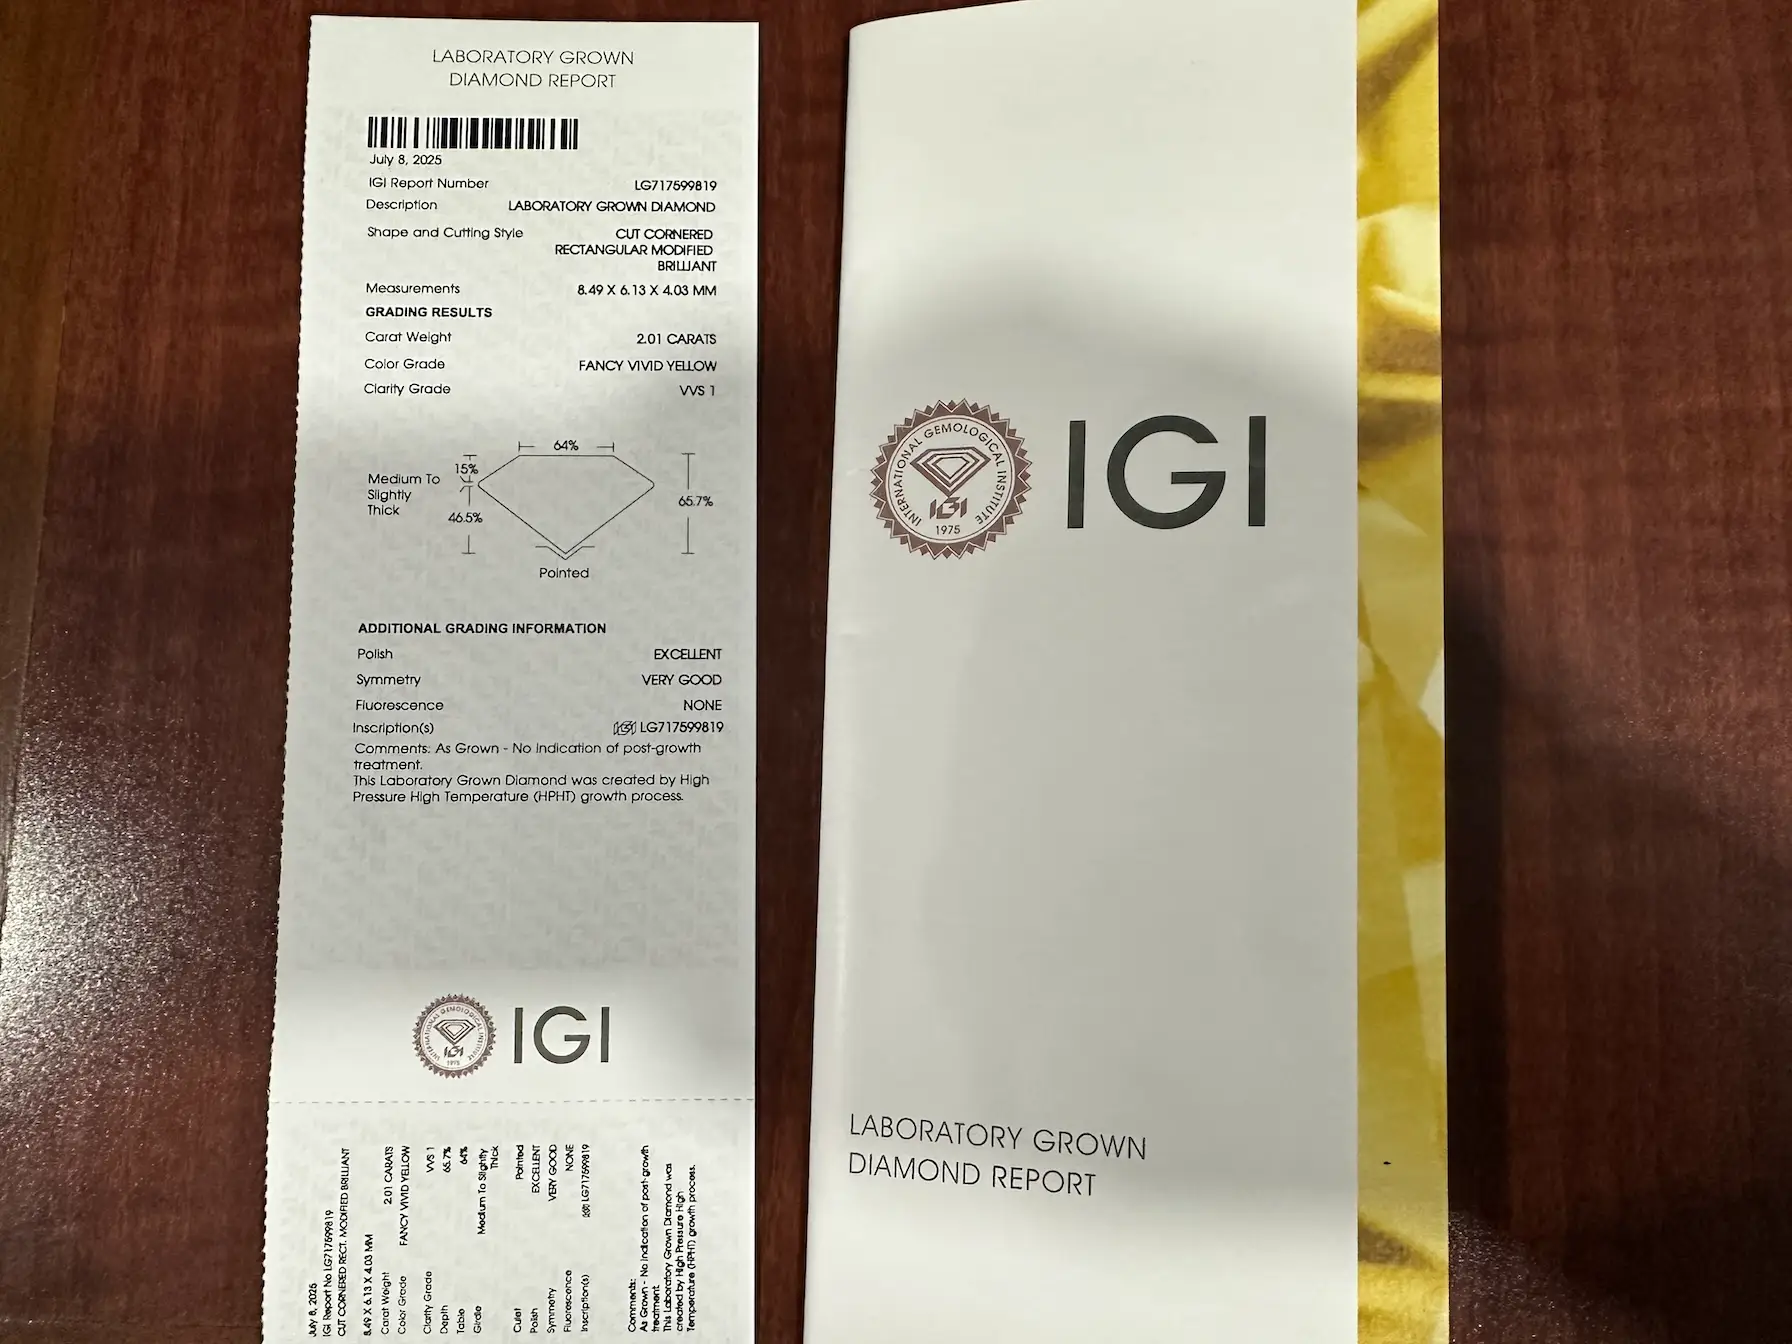 LABORATORY GROWN
DIAMOND REPORT
July 8, 2025
IGI Report Number LG717599819
Description LABORATORY GROWN DIAMOND
Shape and Cutting Style CUT CORNERED
RECTANGULAR MODIFIED
BRILLIANT
Measurements 8.49 X 6.13 X 4.03 MM
GRADING RESULTS
Carat Weight 2.01 CARATS
Color Grade FANCY VIVID YELLOW
Clarity Grade VVS 1
64%
15%
Medium To
Slightly
Thick
46.5%
65.7%
Pointed
ADDITIONAL GRADING INFORMATION
Polish EXCELLENT
Symmetry VERY GOOD
Fluorescence NONE
Inscription(s) IGI LG717599819
Comments: As Grown - No indication of post-growth
treatment.
This Laboratory Grown Diamond was created by High
Pressure High Temperature (HPHT) growth process.
INTERNATIONAL GEMOLOGICAL INSTITUTE
IGI
1975
IGI
July 8, 2025
IGI Report No LG717599819
CUT CORNERED RECT. MODIFIED BRILLIANT
8.49 X 6.13 X 4.03 MM
Carat Weight 2.01 CARATS
Color Grade FANCY VIVID YELLOW
Clarity Grade VVS 1
Depth 65.7%
Table 64%
Girdle Medium To Slightly
Thick
Culet Pointed
Polish EXCELLENT
Symmetry VERY GOOD
Fluorescence NONE
Inscription(s) IGI LG717599819
Comments:
As Grown - No indication of post-growth
treatment.
This Laboratory Grown Diamond was
created by High Pressure High
Temperature (HPHT) growth process.
INTERNATIONAL GEMOLOGICAL INSTITUTE
IGI
1975
IGI
LABORATORY GROWN
DIAMOND REPORT